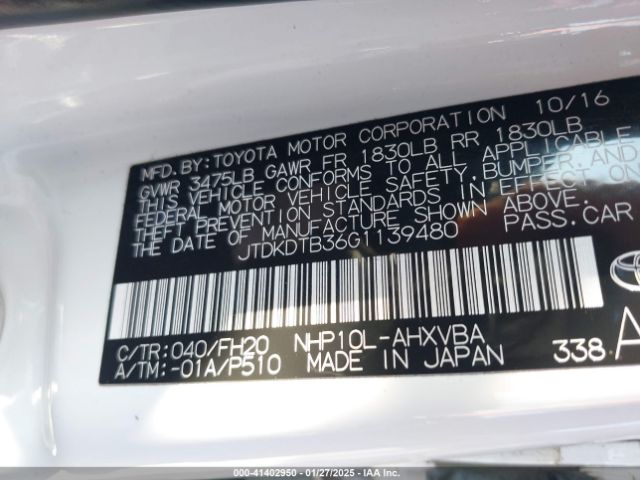 MFD.BY:TOYOTA MOTOR CORPORATION 10/16
GVWR 3475LB GAWR FR 1830LB RR 1830LB
THIS VEHICLE CONFORMS TO ALL APPLICABLE
FEDERAL MOTOR VEHICLE SAFETY,BUMPER,AND
THEFT PREVENTION STANDARDS IN EFFECT ON
THE DATE OF MANUFACTURE SHOWN ABOVE.
JTDKDTB36G1139480 PASS.CAR
C/TR:040/FH20 NHP10L-AHXVBA
A/TM:-01A/P510 MADE IN JAPAN 338 A
000-41402950 - 01/27/2025 - IAA Inc.